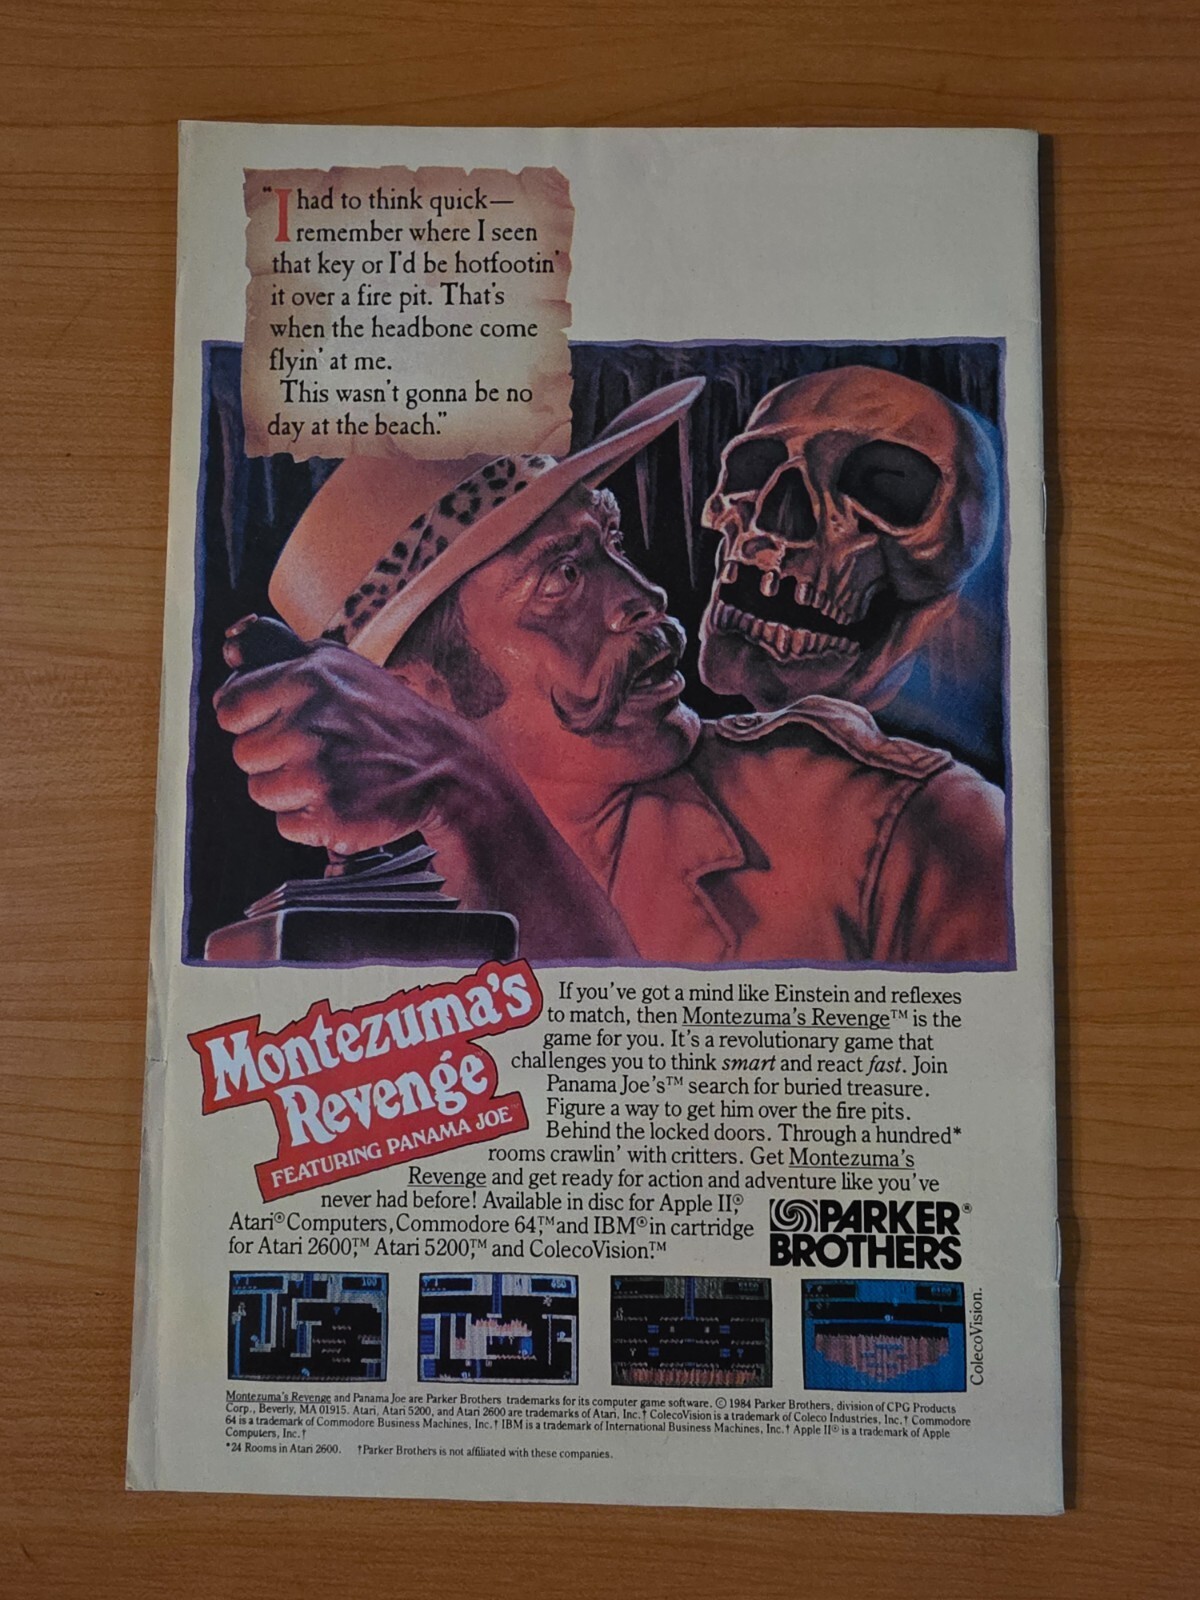 "I had to think quick—
remember where I seen
that key or I'd be hotfootin'
it over a fire pit. That's
when the headbone come
flyin' at me.
This wasn't gonna be no
day at the beach."
Montezuma's
Revenge
FEATURING PANAMA JOE™
If you've got a mind like Einstein and reflexes
to match, then Montezuma's Revenge™ is the
game for you. It's a revolutionary game that
challenges you to think smart and react fast. Join
Panama Joe's™ search for buried treasure.
Figure a way to get him over the fire pits.
Behind the locked doors. Through a hundred*
rooms crawlin' with critters. Get Montezuma's
Revenge and get ready for action and adventure like you've
never had before! Available in disc for Apple II,®
Atari® Computers, Commodore 64,™ and IBM® in cartridge
for Atari 2600,™ Atari 5200,™ and ColecoVision.™
PARKER
BROTHERS®
ColecoVision.
Montezuma's Revenge and Panama Joe are Parker Brothers trademarks for its computer game software. © 1984 Parker Brothers, division of CPG Products
Corp., Beverly, MA 01915. Atari, Atari 5200, and Atari 2600 are trademarks of Atari, Inc.† ColecoVision is a trademark of Coleco Industries, Inc.† Commodore
64 is a trademark of Commodore Business Machines, Inc.† IBM is a trademark of International Business Machines, Inc.† Apple II® is a trademark of Apple
Computers, Inc.†
*24 Rooms in Atari 2600. †Parker Brothers is not affiliated with these companies.